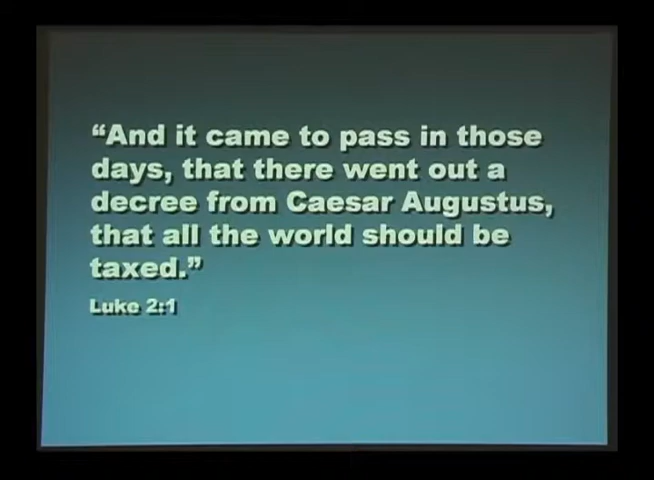 “And it came to pass in those
days, that there went out a
decree from Caesar Augustus,
that all the world should be
taxed.”
Luke 2:1